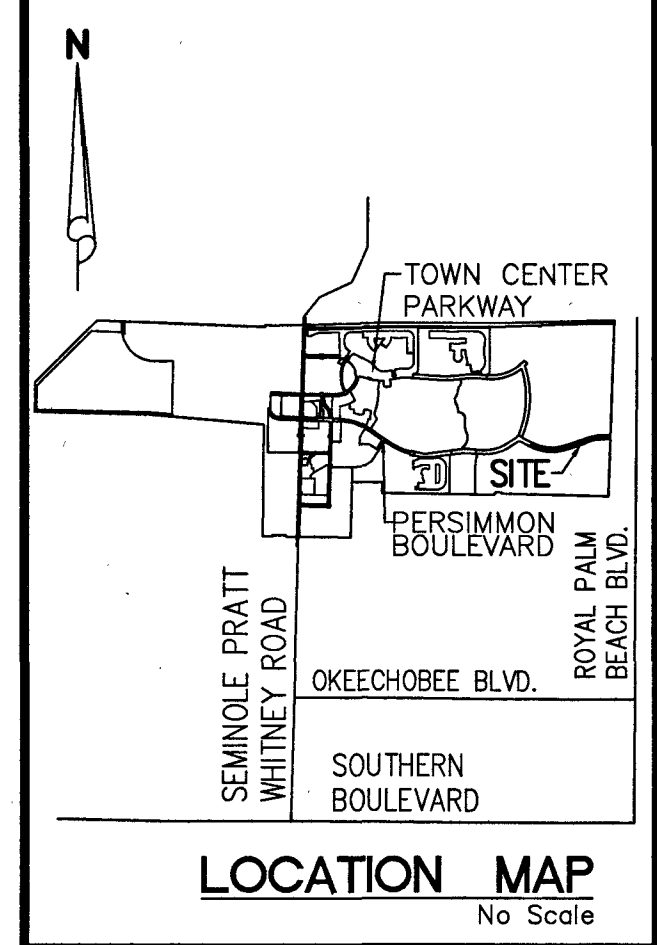 N
TOWN CENTER
PARKWAY
SITE
PERSIMMON
BOULEVARD
ROYAL PALM
BEACH BLVD.
SEMINOLE PRATT
WHITNEY ROAD
OKEECHOBEE BLVD.
SOUTHERN
BOULEVARD
LOCATION MAP
No Scale